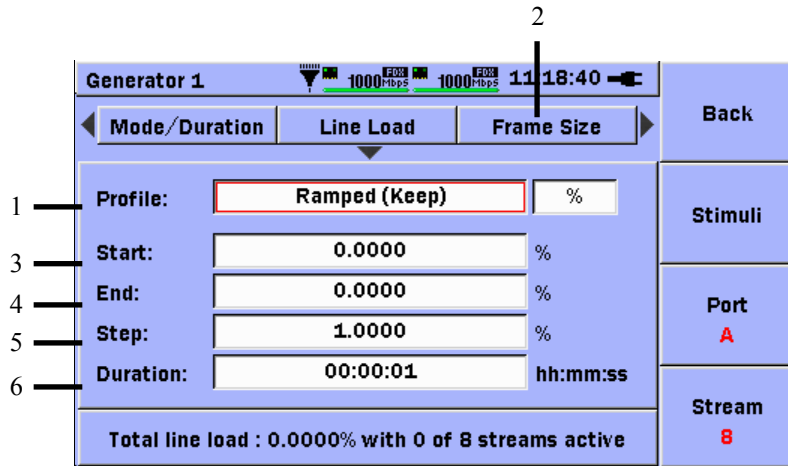 2
Generator 1 1000 FDX Mbps 1000 FDX Mbps 11:18:40
Mode/Duration Line Load Frame Size
Back
1 Profile: Ramped (Keep) %
Stimuli
3 Start: 0.0000 %
4 End: 0.0000 %
Port
A
5 Step: 1.0000 %
6 Duration: 00:00:01 hh:mm:ss
Stream
8
Total line load : 0.0000% with 0 of 8 streams active